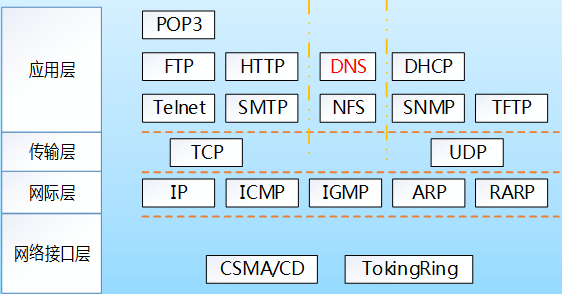 POP3
应用层
FTP HTTP DNS DHCP
Telnet SMTP NFS SNMP TFTP
传输层 TCP UDP
网际层 IP ICMP IGMP ARP RARP
网络接口层
CSMA/CD TokingRing